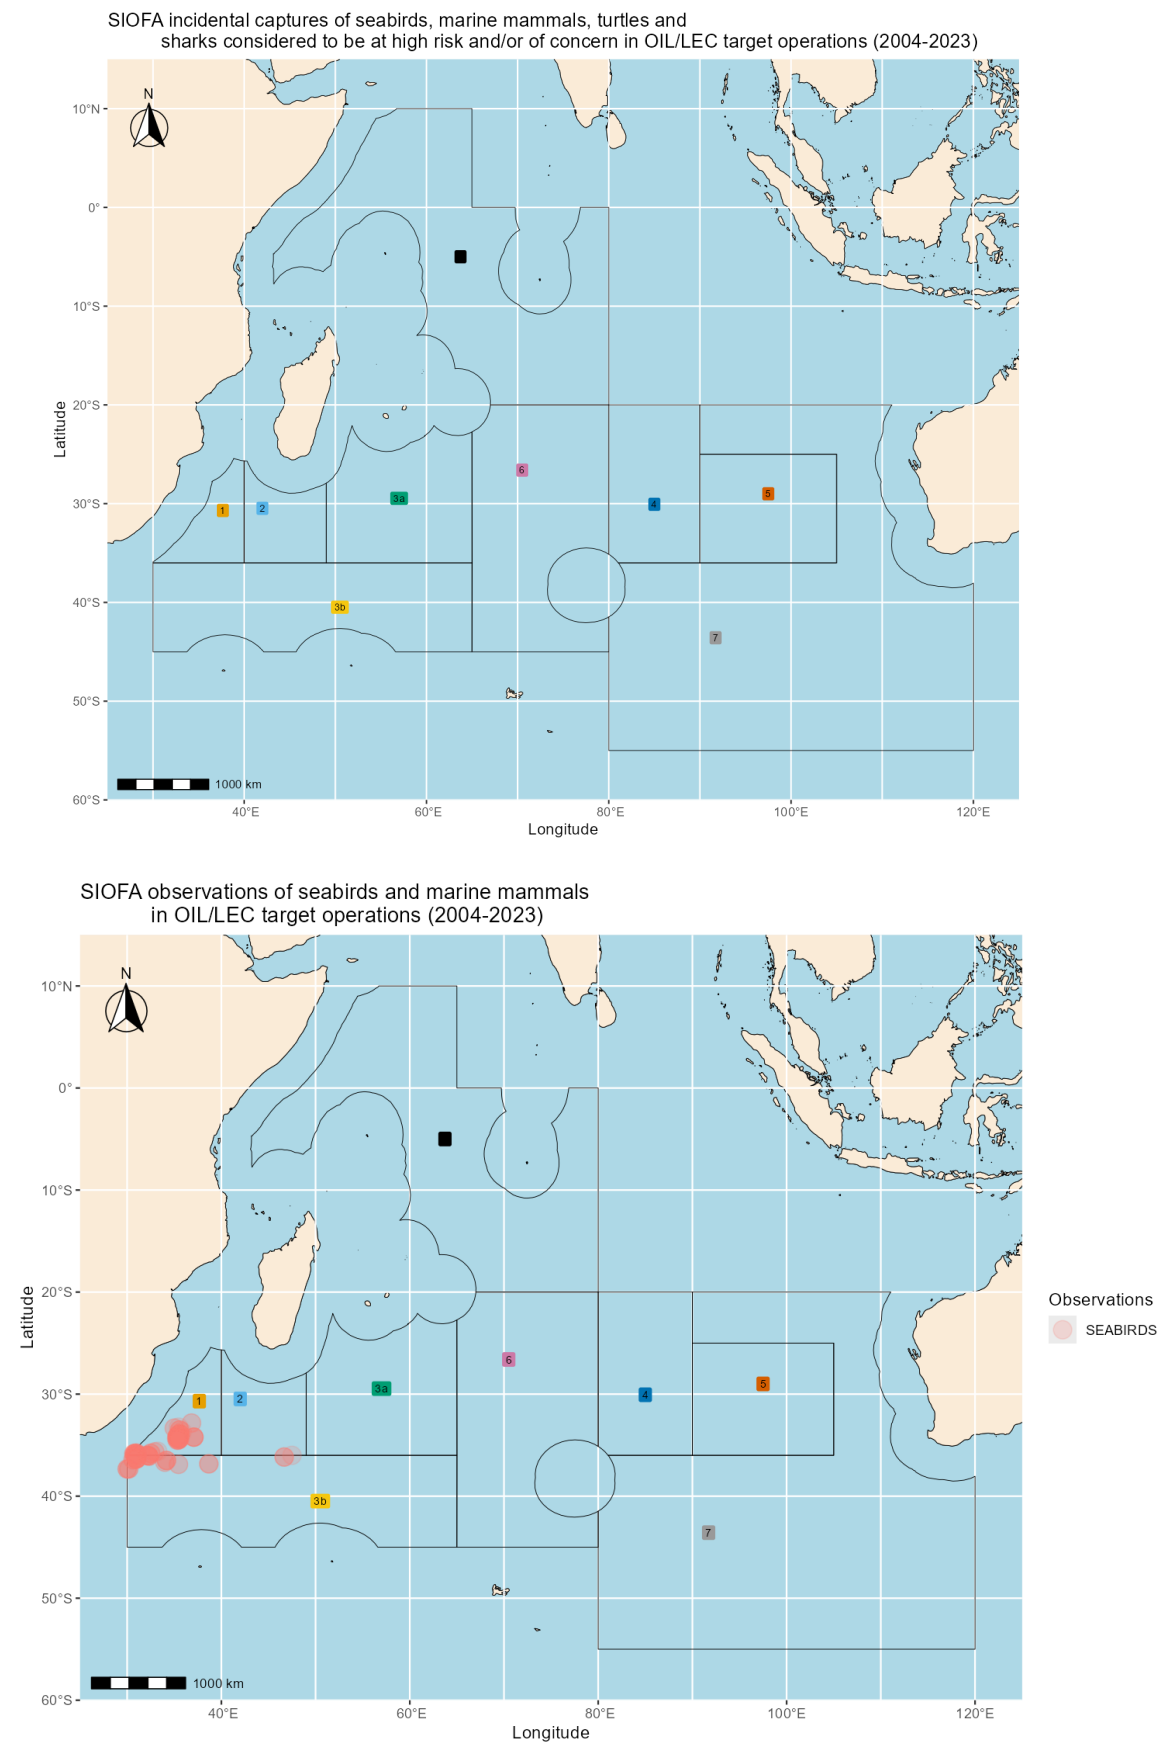 SIOFA incidental captures of seabirds, marine mammals, turtles and
sharks considered to be at high risk and/or of concern in OIL/LEC target operations (2004-2023)
N
10°N
0°
10°S
20°S
30°S
40°S
50°S
60°S
Latitude
6
1
2
3a
4
5
3b
7
1000 km
40°E
60°E
80°E
100°E
120°E
Longitude
SIOFA observations of seabirds and marine mammals
in OIL/LEC target operations (2004-2023)
N
10°N
0°
10°S
20°S
30°S
40°S
50°S
60°S
Latitude
6
1
2
3a
4
5
3b
7
1000 km
40°E
60°E
80°E
100°E
120°E
Longitude
Observations
SEABIRDS